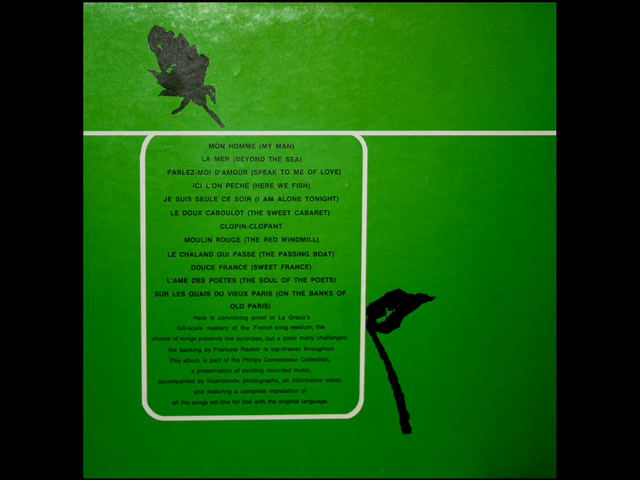 MON HOMME (MY MAN)
LA MER (BEYOND THE SEA)
PARLEZ-MOI D'AMOUR (SPEAK TO ME OF LOVE)
ICI L'ON PECHE (HERE WE FISH)
JE SUIS SEULE CE SOIR (I AM ALONE TONIGHT)
LE DOUX CABOULOT (THE SWEET CABARET)
CLOPIN-CLOPANT
MOULIN ROUGE (THE RED WINDMILL)
LE CHALAND QUI PASSE (THE PASSING BOAT)
DOUCE FRANCE (SWEET FRANCE)
L'AME DES POETES (THE SOUL OF THE POETS)
SUR LES QUAIS DU VIEUX PARIS (ON THE BANKS OF
OLD PARIS)
Here is convincing proof of La Greco's
full-scale mastery of the French song medium, the
choice of songs presents few surprises, but a good many challenges;
the backing by François Rauber is top-drawer throughout.
This album is part of the Philips Connoisseur Collection,
a presentation of exciting recorded music,
accompanied by illustrations, photographs, an informative essay,
and featuring a complete translation of
all the songs set line for line with the original language.